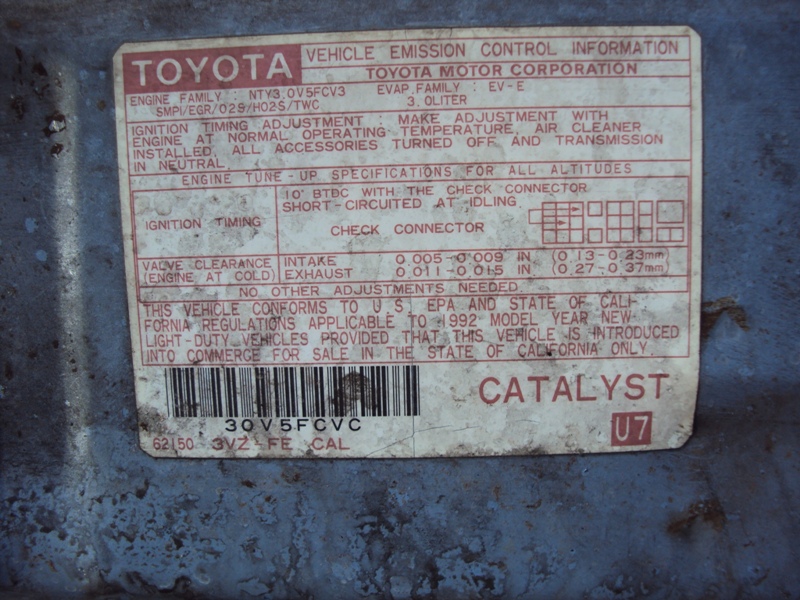 TOYOTA
VEHICLE EMISSION CONTROL INFORMATION
TOYOTA MOTOR CORPORATION
ENGINE FAMILY : NTY3.0V5FCV3 EVAP.FAMILY : EV-E
SMPI/EGR/O2S/HO2S/TWC 3.0LITER
IGNITION TIMING ADJUSTMENT : MAKE ADJUSTMENT WITH
ENGINE AT NORMAL OPERATING TEMPERATURE, AIR CLEANER
INSTALLED, ALL ACCESSORIES TURNED OFF AND TRANSMISSION
IN NEUTRAL.
ENGINE TUNE-UP SPECIFICATIONS FOR ALL ALTITUDES
IGNITION TIMING
10° BTDC WITH THE CHECK CONNECTOR
SHORT-CIRCUITED AT IDLING.
CHECK CONNECTOR
VALVE CLEARANCE INTAKE 0.005-0.009 IN. (0.13-0.23mm)
(ENGINE AT COLD) EXHAUST 0.011-0.015 IN. (0.27-0.37mm)
NO OTHER ADJUSTMENTS NEEDED.
THIS VEHICLE CONFORMS TO U.S. EPA AND STATE OF CALI-
FORNIA REGULATIONS APPLICABLE TO 1992 MODEL YEAR NEW
LIGHT-DUTY VEHICLES PROVIDED THAT THIS VEHICLE IS INTRODUCED
INTO COMMERCE FOR SALE IN THE STATE OF CALIFORNIA ONLY.
CATALYST
30V5FCVC
U7
62150 3VZ-FE CAL